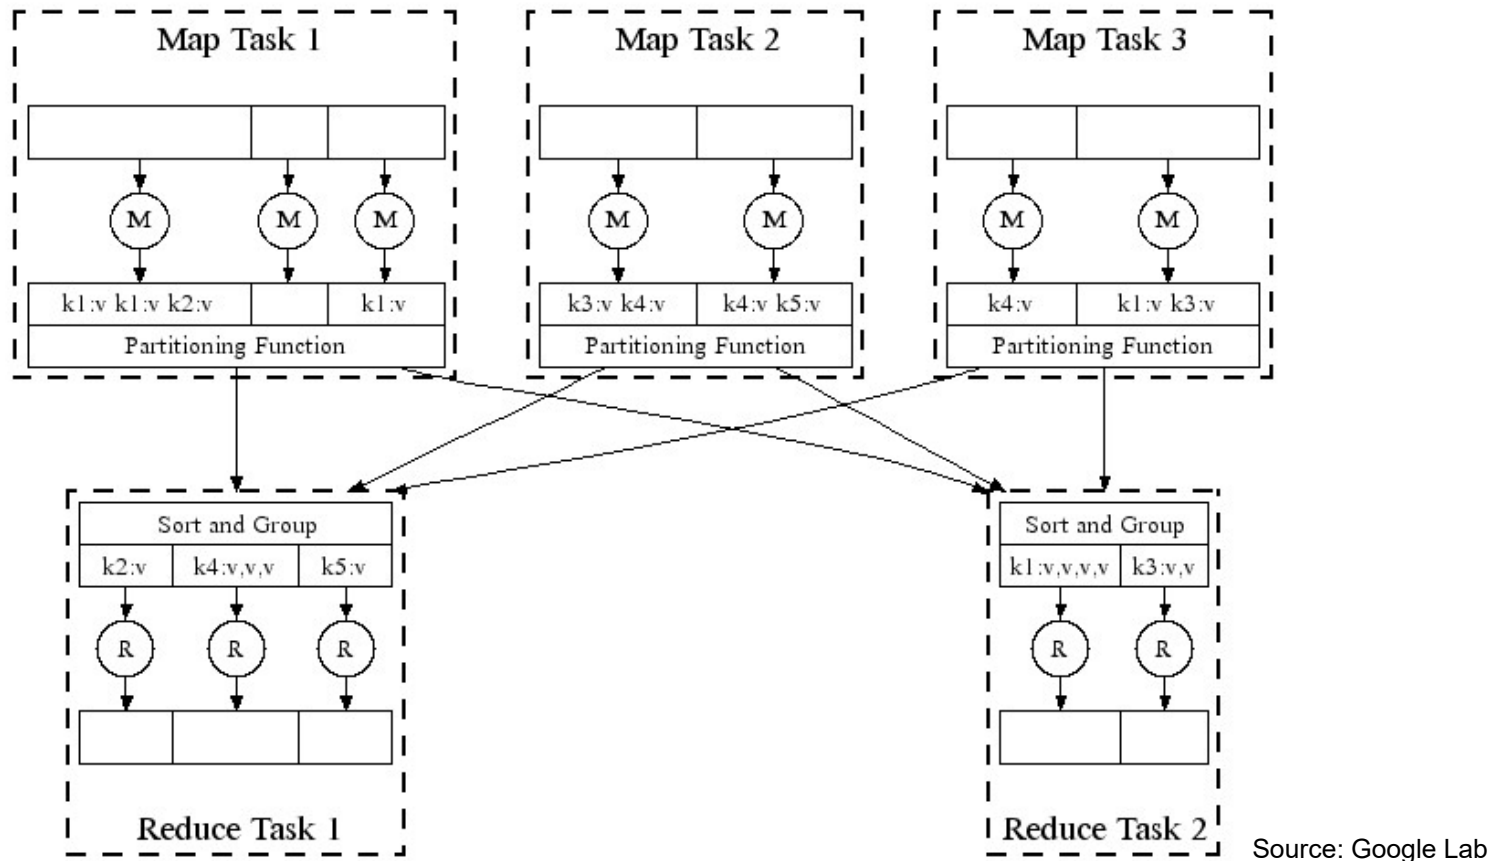 Map Task 1
Map Task 2
Map Task 3
M
M
M
M
M
M
M
k1:v k1:v k2:v
k1:v
k3:v k4:v
k4:v k5:v
k4:v
k1:v k3:v
Partitioning Function
Partitioning Function
Partitioning Function
Sort and Group
k2:v
k4:v,v,v
k5:v
R
R
R
Reduce Task 1
Sort and Group
k1:v,v,v,v
k3:v,v
R
R
Reduce Task 2
Source: Google Lab